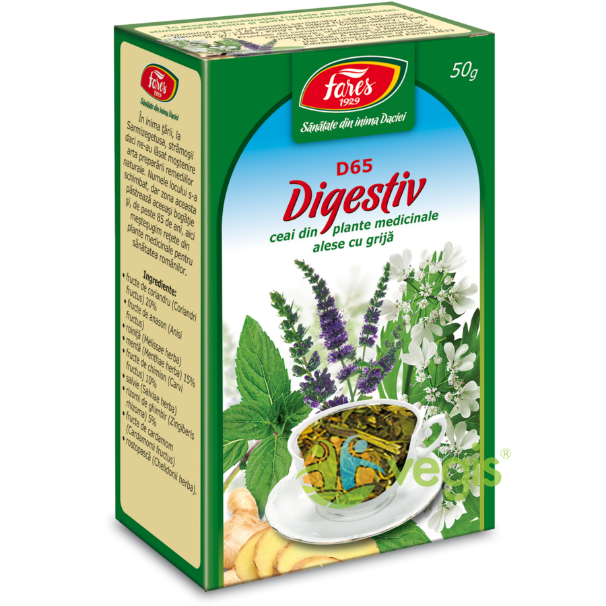 fares
1929
Sănătate din inima Daciei
50g
D65
Digestiv
ceai din plante medicinale
alese cu grijă
În inima țării, la
Sarmizegetusa, strămoșii
daci ne-au lăsat moștenire
arta preparării remediilor
naturale. Numele locului s-a
schimbat, dar zona aceasta
păstrează aceeași bogăție
și, de peste 85 de ani, aici
meșteșugim rețete din
plante medicinale pentru
sănătatea românilor.
Ingrediente:
• fructe de coriandru (Coriandri
fructus) 20%
• fructe de anason (Anisi
fructus)
• roiniță (Melissae herba)
• mentă (Menthae herba) 15%
• fructe de chimion (Carvi
fructus) 10%
• salvie (Salviae herba)
• rizomi de ghimbir (Zingiberis
rhizoma) 5%
• fructe de cardamom
(Cardamomi fructus)
• rostopască (Chelidonii herba).
vegis®